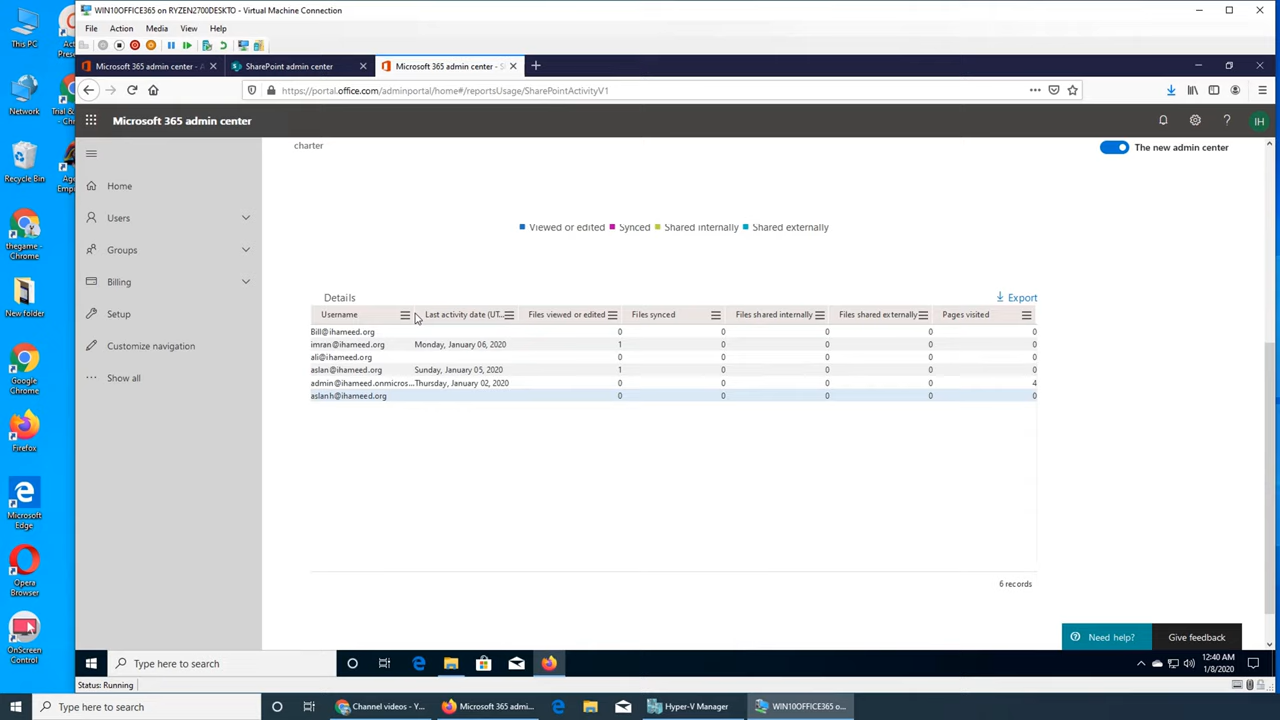 WIN10OFFICE365 on RYZEN2700DESKTO - Virtual Machine Connection
File Action Media View Help
Microsoft 365 admin center - A
SharePoint admin center
Microsoft 365 admin center - S
https://portal.office.com/adminportal/home#/reportsUsage/SharePointActivityV1
Microsoft 365 admin center
IH
charter
The new admin center
Home
Users
Groups
Billing
Setup
Customize navigation
Show all
Viewed or edited Synced Shared internally Shared externally
Details
Export
Username Last activity date (UT... Files viewed or edited Files synced Files shared internally Files shared externally Pages visited
Bill@ihameed.org 0 0 0 0 0
imran@ihameed.org Monday, January 06, 2020 1 0 0 0 0
ali@ihameed.org 0 0 0 0 0
aslan@ihameed.org Sunday, January 05, 2020 1 0 0 0 0
admin@ihameed.onmicros... Thursday, January 02, 2020 0 0 0 0 4
aslanh@ihameed.org 0 0 0 0 0
6 records
Need help?
Give feedback
This PC
Network
Recycle Bin
thegame - Chrome
New folder
Google Chrome
Firefox
Microsoft Edge
Opera Browser
OnScreen Control
Type here to search
12:40 AM
1/8/2020
Status: Running
Type here to search
Channel videos - Y...
Microsoft 365 admi...
Hyper-V Manager
WIN10OFFICE365 o...